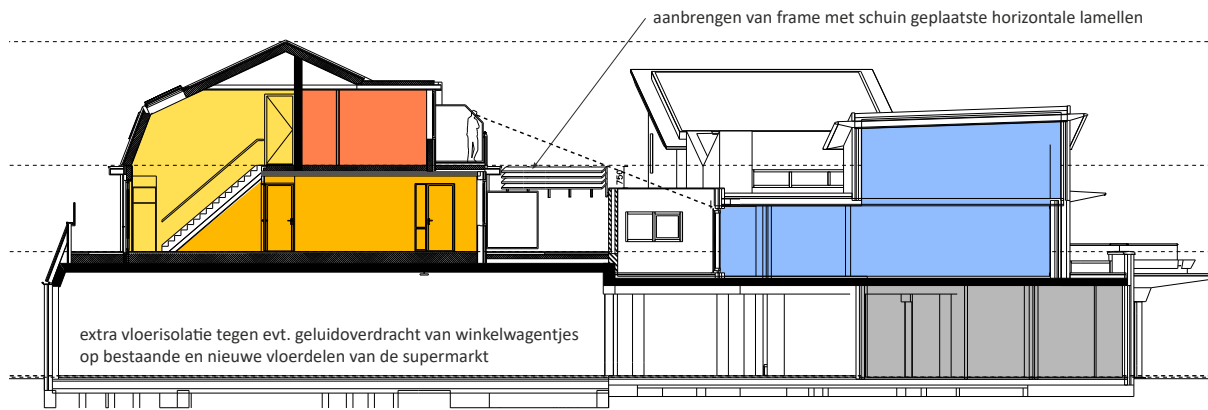 aanbrengen van frame met schuin geplaatste horizontale lamellen
750
extra vloerisolatie tegen evt. geluidoverdracht van winkelwagentjes
op bestaande en nieuwe vloerdelen van de supermarkt